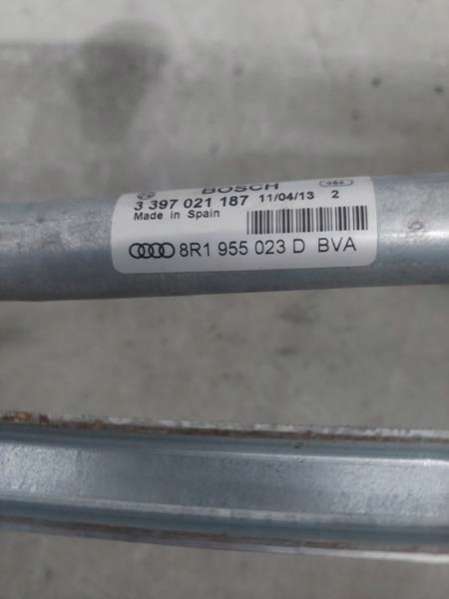 BOSCH
3 397 021 187 11/04/13 2
Made in Spain
8R1 955 023 D BVA